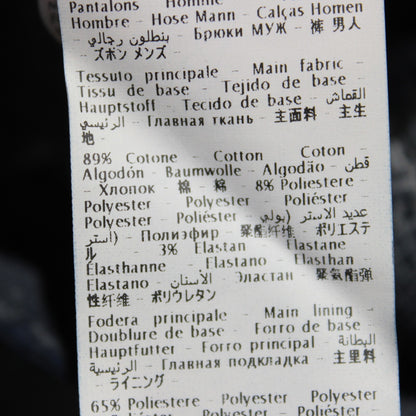 Pantalons Homme
Hombre - Hose Mann - Calças Homen
- بنطلون رجالي - Брюки МУЖ - 裤 男人
- ズボン メンズ -
Tessuto principale - Main fabric -
Tissu de base - Tejido de base -
Hauptstoff - Tecido de base - القماش
الرئيسي - Главная ткань - 主面料 - 主生
地 -
89% Cotone - Cotton Coton
Algodón - Baumwolle - Algodão - قطن
- Хлопок - 棉 - 綿 - 8% Poliestere -
Polyester Polyester Poliéster
Polyester - Poliéster - عديد الاستر (بولي
أستر) - Полиэфир - 聚酯纤维 - ポリエステ
ル - 3% Elastan - Elastane
Élasthanne - Elastano - Elasthan -
Elastano - الأستان - Эластан - 聚氨酯弹
性纤维 - ポリウレタン
Fodera principale - Main lining -
Doublure de base - Forro de base -
Hauptfutter - Forro principal - البطانة
الرئيسية - Главная подкладка - 主里料
- ライニング -
65% Poliestere - Polyester Polyester
Poliéster - Polyester - Poliéster -